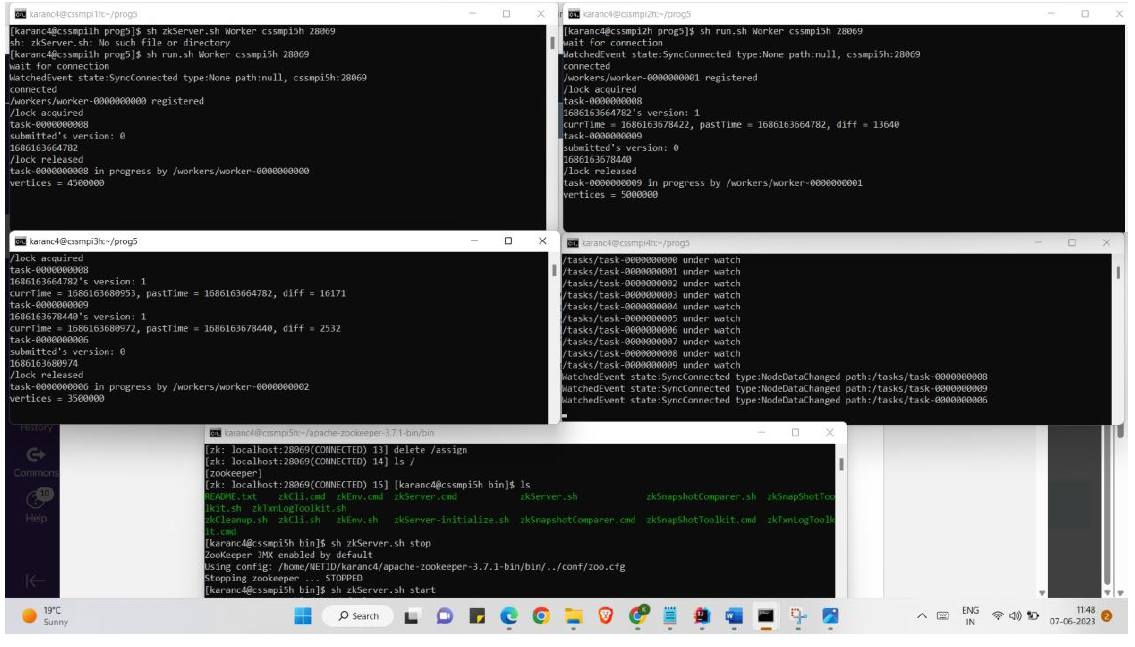 karanc4@cssmpi1h:~/prog5
[karanc4@cssmpi1h prog5]$ sh zkServer.sh Worker cssmpi5h 28069
sh: zkServer.sh: No such file or directory
[karanc4@cssmpi1h prog5]$ sh run.sh Worker cssmpi5h 28069
wait for connection
WatchedEvent state:SyncConnected type:None path:null, cssmpi5h:28069
connected
/workers/worker-0000000000 registered
/lock acquired
task-0000000008
submitted's version: 0
1686163664782
/lock released
task-0000000008 in progress by /workers/worker-0000000000
vertices = 4500000
karanc4@cssmpi2h:~/prog5
[karanc4@cssmpi2h prog5]$ sh run.sh Worker cssmpi5h 28069
wait for connection
WatchedEvent state:SyncConnected type:None path:null, cssmpi5h:28069
connected
/workers/worker-0000000001 registered
/lock acquired
task-0000000008
1686163664782's version: 1
currTime = 1686163678422, pastTime = 1686163664782, diff = 13640
task-0000000009
submitted's version: 0
1686163678440
/lock released
task-0000000009 in progress by /workers/worker-0000000001
vertices = 5000000
karanc4@cssmpi3h:~/prog5
/lock acquired
task-0000000008
1686163664782's version: 1
currTime = 1686163680953, pastTime = 1686163664782, diff = 16171
task-0000000009
1686163678440's version: 1
currTime = 1686163680972, pastTime = 1686163678440, diff = 2532
task-0000000006
submitted's version: 0
1686163680974
/lock released
task-0000000006 in progress by /workers/worker-0000000002
vertices = 3500000
karanc4@cssmpi4h:~/prog5
/tasks/task-0000000000 under watch
/tasks/task-0000000001 under watch
/tasks/task-0000000002 under watch
/tasks/task-0000000003 under watch
/tasks/task-0000000004 under watch
/tasks/task-0000000005 under watch
/tasks/task-0000000006 under watch
/tasks/task-0000000007 under watch
/tasks/task-0000000008 under watch
/tasks/task-0000000009 under watch
WatchedEvent state:SyncConnected type:NodeDataChanged path:/tasks/task-0000000008
WatchedEvent state:SyncConnected type:NodeDataChanged path:/tasks/task-0000000009
WatchedEvent state:SyncConnected type:NodeDataChanged path:/tasks/task-0000000006
History
Commons
10
Help
karanc4@cssmpi5h:~/apache-zookeeper-3.7.1-bin/bin
[zk: localhost:28069(CONNECTED) 13] delete /assign
[zk: localhost:28069(CONNECTED) 14] ls /
[zookeeper]
[zk: localhost:28069(CONNECTED) 15] [karanc4@cssmpi5h bin]$ ls
README.txt zkCli.cmd zkEnv.cmd zkServer.cmd zkServer.sh zkSnapshotComparer.sh zkSnapShotToo
lkit.sh zkTxnLogToolkit.sh
zkCleanup.sh zkCli.sh zkEnv.sh zkServer-initialize.sh zkSnapshotComparer.cmd zkSnapShotToolkit.cmd zkTxnLogToolk
it.cmd
[karanc4@cssmpi5h bin]$ sh zkServer.sh stop
ZooKeeper JMX enabled by default
Using config: /home/NETID/karanc4/apache-zookeeper-3.7.1-bin/bin/../conf/zoo.cfg
Stopping zookeeper ... STOPPED
[karanc4@cssmpi5h bin]$ sh zkServer.sh start
19°C
Sunny
Search
ENG
IN
11:48
07-06-2023
2